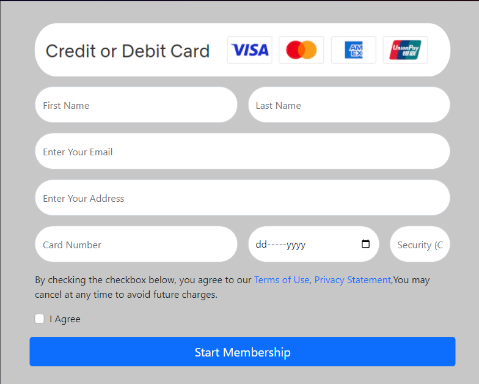 Credit or Debit Card VISA AM EX UnionPay 银联
First Name Last Name
Enter Your Email
Enter Your Address
Card Number dd-----yyyy Security (C
By checking the checkbox below, you agree to our Terms of Use, Privacy Statement,You may
cancel at any time to avoid future charges.
I Agree
Start Membership